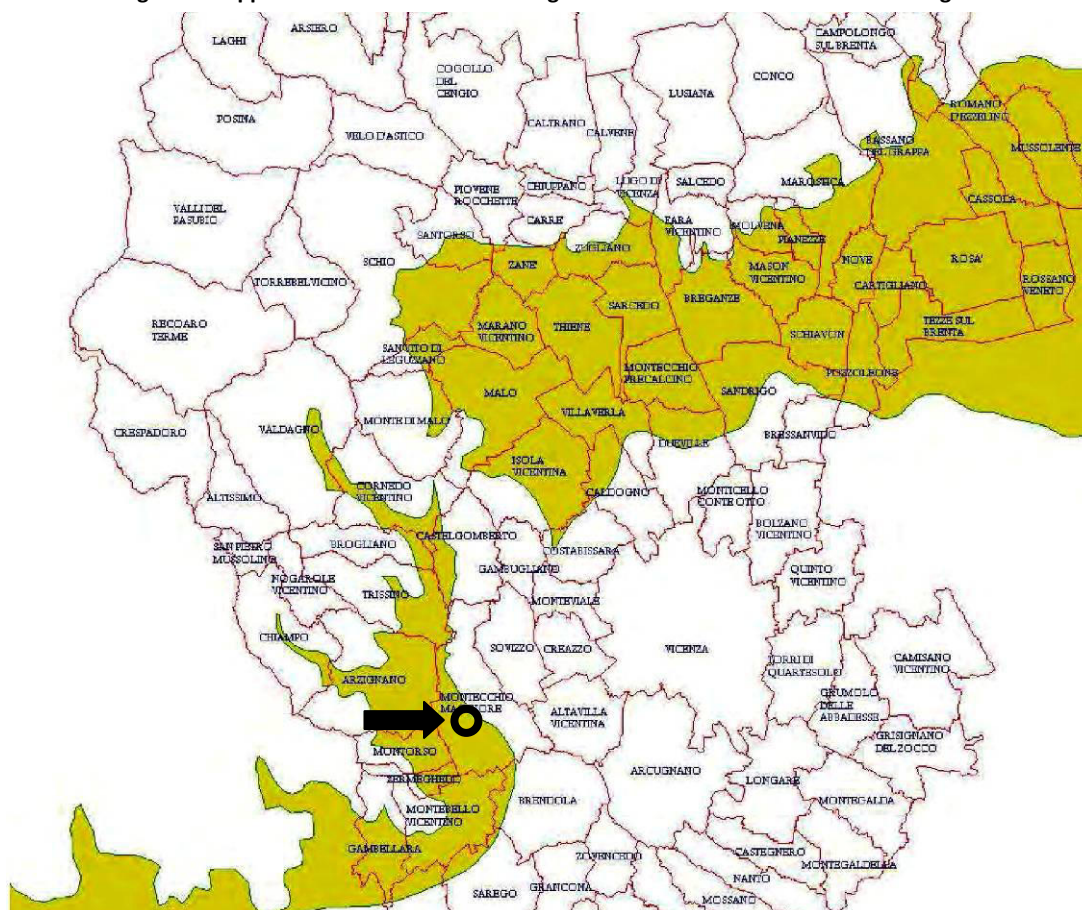 LAGHI
ARSIERO
CAMPOLONGO
SUL BRENTA
COGOLLO
DEL
CENGIO
LUSIANA
CONCO
POSINA
VELO D'ASTICO
CALTRANO
CALVENE
ROMANO
D'EZZELINO
BASSANO
DEL GRAPPA
MUSSOLENTE
VALLI DEL
PASUBIO
PIOVENE
ROCCHETTE
CHIUPPANO
LUGO DI
VICENZA
SALCEDO
MAROSTICA
CASSOLA
SANTORSO
CARRE'
FARA
VICENTINO
MOLVENA
PIANEZZE
SCHIO
ZUGLIANO
ZANE'
MASON
VICENTINO
NOVE
ROSA'
TORREBELVICINO
CARTIGLIANO
ROSSANO
VENETO
SARCEDO
BREGANZE
RECOARO
TERME
MARANO
VICENTINO
THIENE
SCHIAVON
TEZZE SUL
BRENTA
SAN VITO DI
LEGUZZANO
MONTECCHIO
PRECALCINO
POZZOLEONE
MALO
SANDRIGO
MONTE DI MALO
VILLAVERLA
CRESPADORO
VALDAGNO
DUEVILLE
BRESSANVIDO
ISOLA
VICENTINA
CORNEDO
VICENTINO
ALTISSIMO
CALDOGNO
MONTICELLO
CONTE OTTO
BOLZANO
VICENTINO
CASTELGOMBERTO
BROGLIANO
SAN PIETRO
MUSSOLINO
COSTABISSARA
GAMBUGLIANO
QUINTO
VICENTINO
NOGAROLE
VICENTINO
TRISSINO
MONTEVIALE
CHIAMPO
SOVIZZO
CREAZZO
VICENZA
TORRI DI
QUARTESOLO
CAMISANO
VICENTINO
ARZIGNANO
MONTECCHIO
MAGGIORE
GRUMOLO
DELLE
ABBADESSE
ALTAVILLA
VICENTINA
GRISIGNANO
DEL ZOCCO
MONTORSO
ARCUGNANO
ZERMEGHEDO
LONGARE
MONTEBELLO
VICENTINO
BRENDOLA
MONTEGALDA
GAMBELLARA
CASTEGNERO
ZOVENCEDO
MONTEGALDELLA
NANTO
SAREGO
GRANCONA
MOSSANO